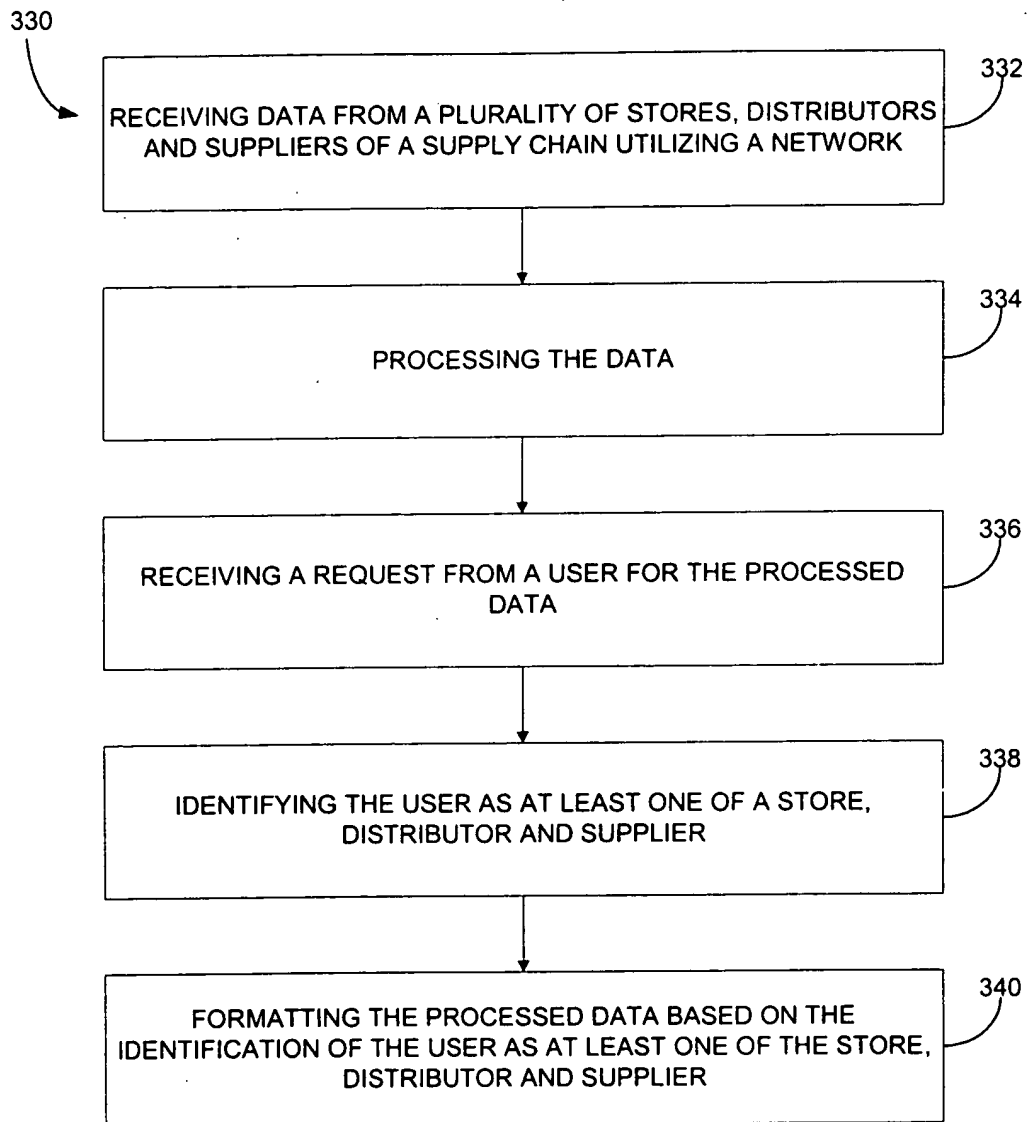 330
332
RECEIVING DATA FROM A PLURALITY OF STORES, DISTRIBUTORS
AND SUPPLIERS OF A SUPPLY CHAIN UTILIZING A NETWORK
334
PROCESSING THE DATA
336
RECEIVING A REQUEST FROM A USER FOR THE PROCESSED
DATA
338
IDENTIFYING THE USER AS AT LEAST ONE OF A STORE,
DISTRIBUTOR AND SUPPLIER
340
FORMATTING THE PROCESSED DATA BASED ON THE
IDENTIFICATION OF THE USER AS AT LEAST ONE OF THE STORE,
DISTRIBUTOR AND SUPPLIER